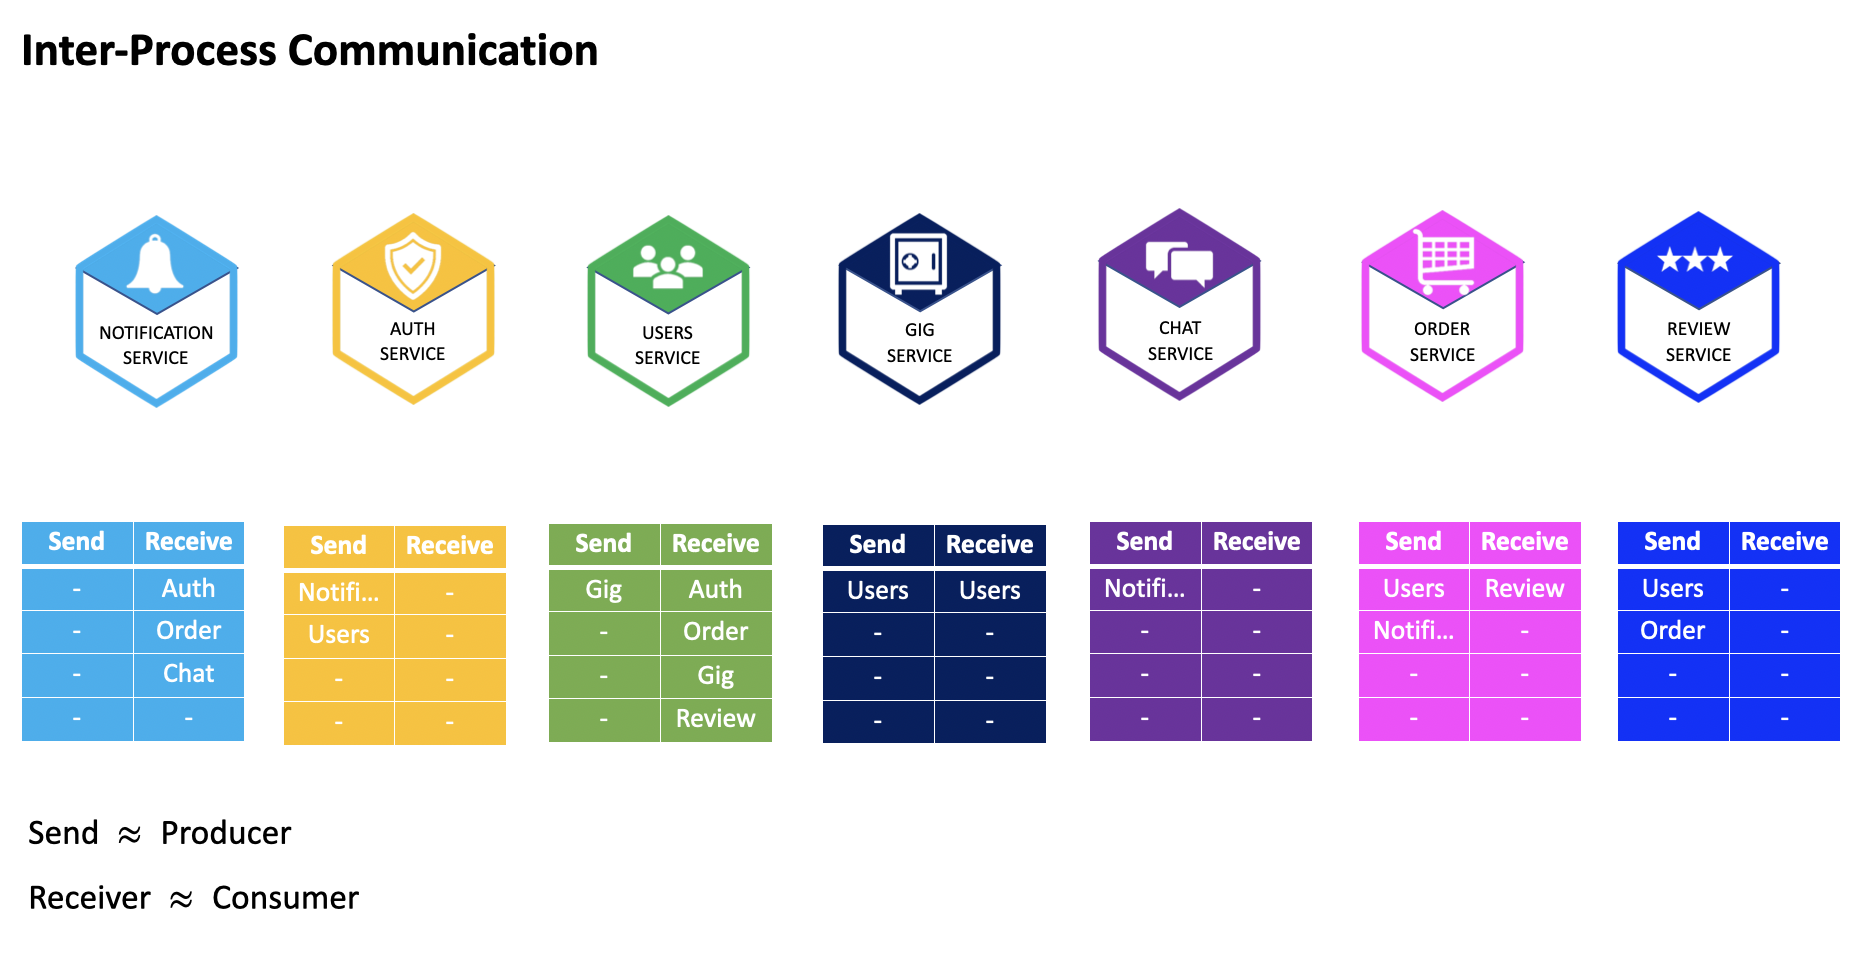 Inter-Process Communication
NOTIFICATION
SERVICE
AUTH
SERVICE
USERS
SERVICE
GIG
SERVICE
CHAT
SERVICE
ORDER
SERVICE
REVIEW
SERVICE
Send Receive
- Auth
- Order
- Chat
- -
Send Receive
Notifi... -
Users -
- -
- -
Send Receive
Gig Auth
- Order
- Gig
- Review
Send Receive
Users Users
- -
- -
- -
Send Receive
Notifi... -
- -
- -
- -
Send Receive
Users Review
Notifi... -
- -
- -
Send Receive
Users -
Order -
- -
- -
Send ≈ Producer
Receiver ≈ Consumer